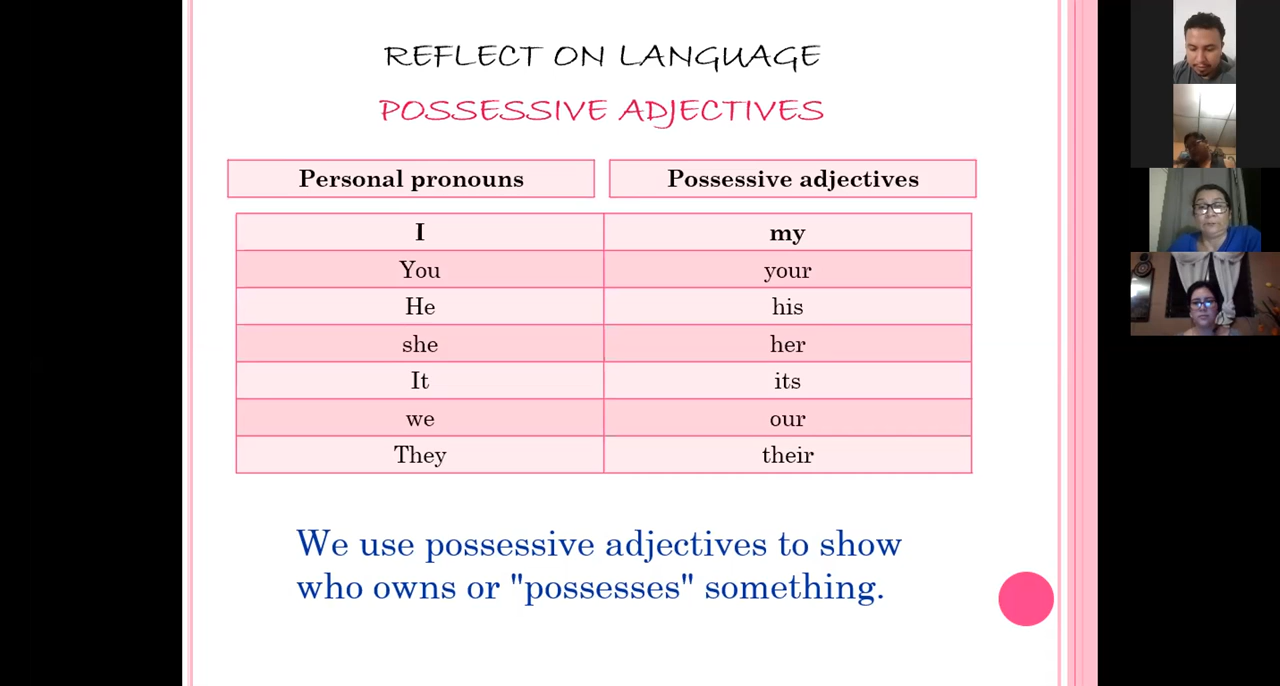 REFLECT ON LANGUAGE
POSSESSIVE ADJECTIVES
Personal pronouns Possessive adjectives
I my
You your
He his
she her
It its
we our
They their
We use possessive adjectives to show
who owns or "possesses" something.